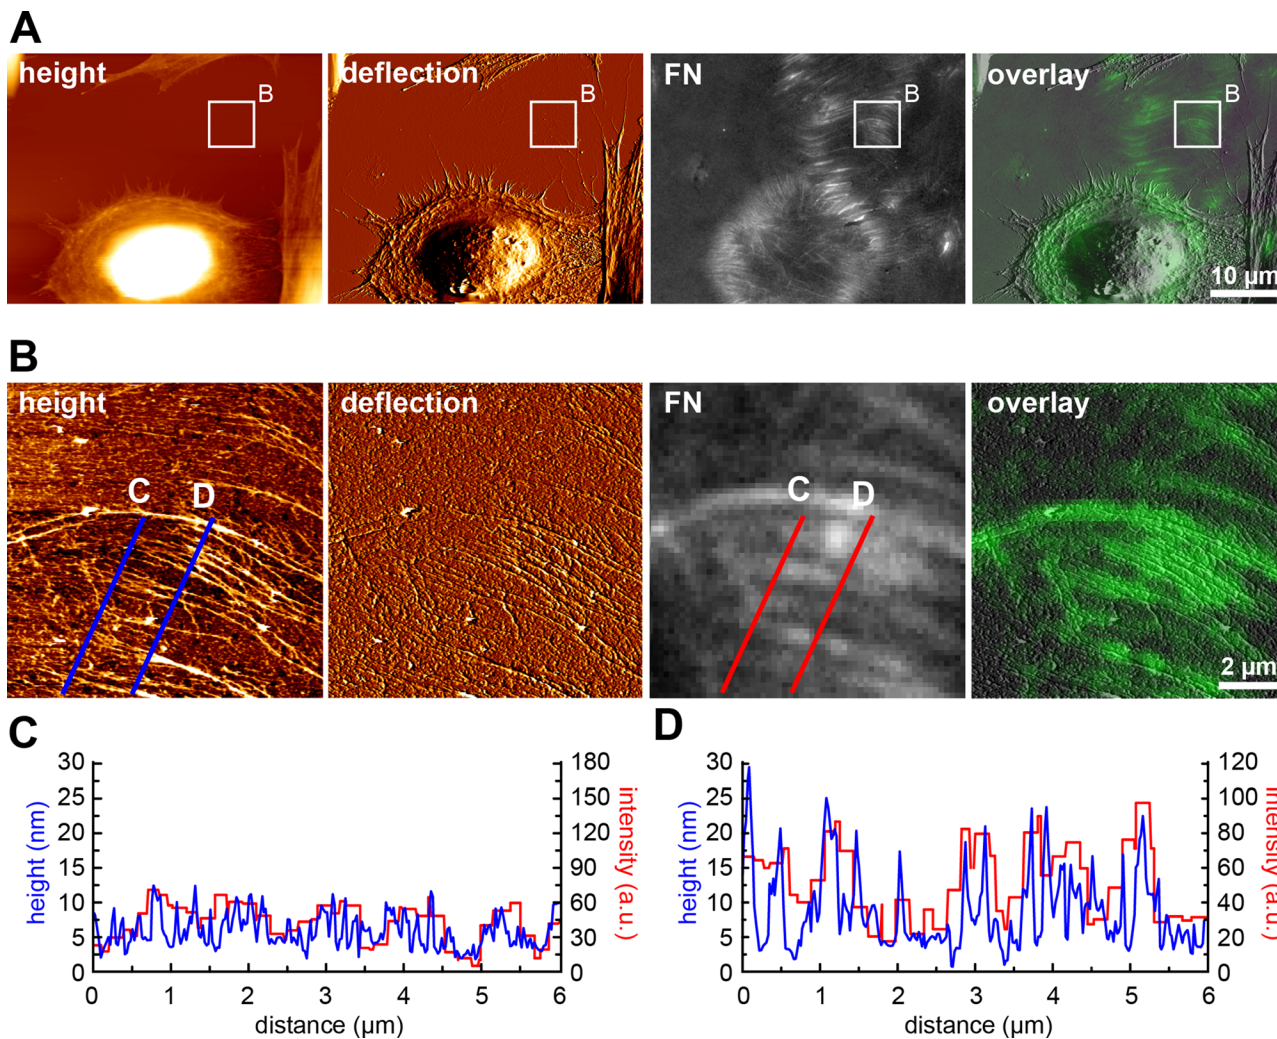 A
height
B
deflection
B
FN
B
overlay
B
10 µm
B
height
C
D
deflection
FN
C
D
overlay
2 µm
C
30
25
20
15
10
5
0
height (nm)
180
150
120
90
60
30
0
intensity (a.u.)
0 1 2 3 4 5 6
distance (µm)
D
30
25
20
15
10
5
0
height (nm)
120
100
80
60
40
20
0
intensity (a.u.)
0 1 2 3 4 5 6
distance (µm)